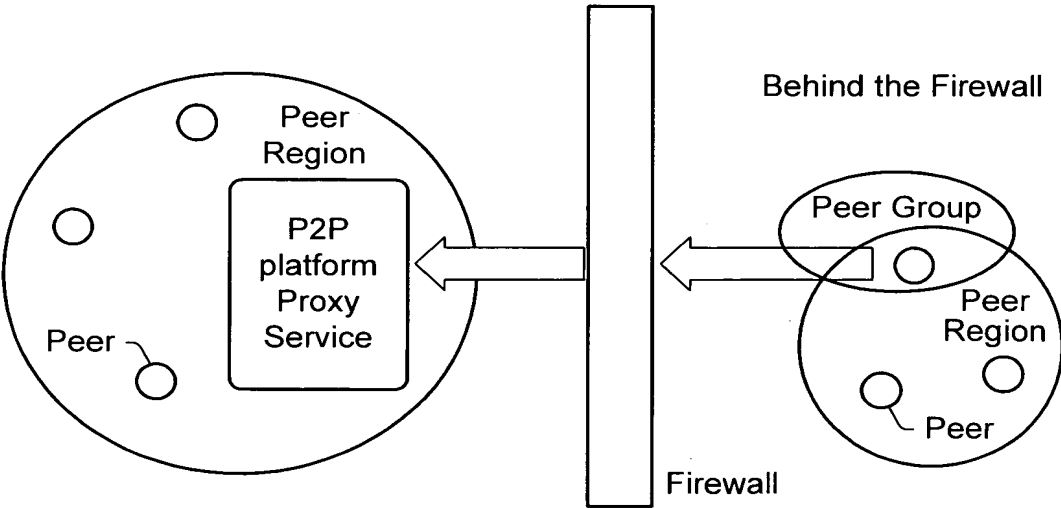 Behind the Firewall
Peer
Region
P2P
platform
Proxy
Service
Peer
Firewall
Peer Group
Peer
Region
Peer